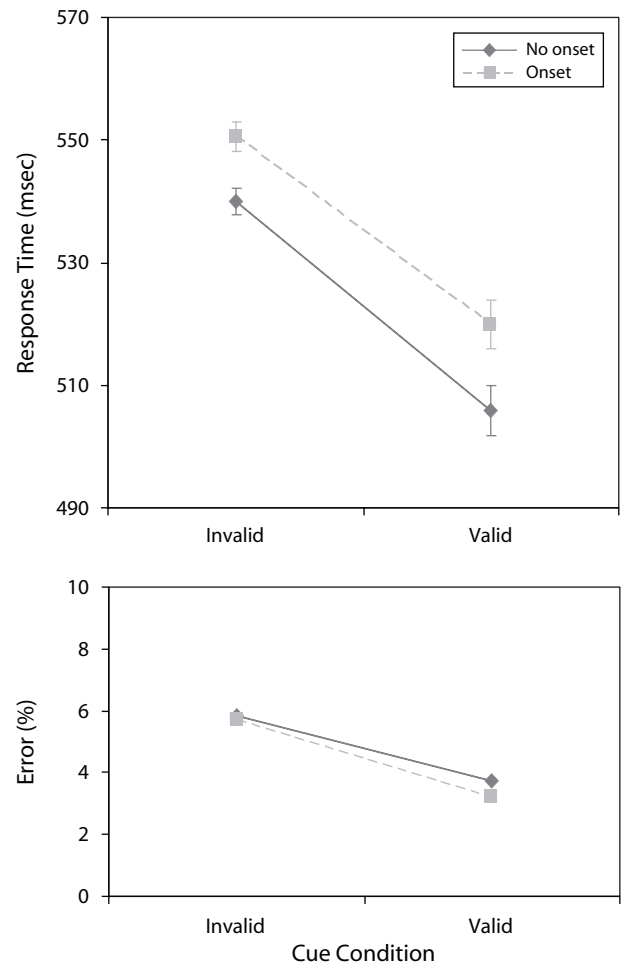 570
550
530
510
490
Response Time (msec)
No onset
Onset
Invalid Valid
10
8
6
4
2
0
Error (%)
Invalid Valid
Cue Condition